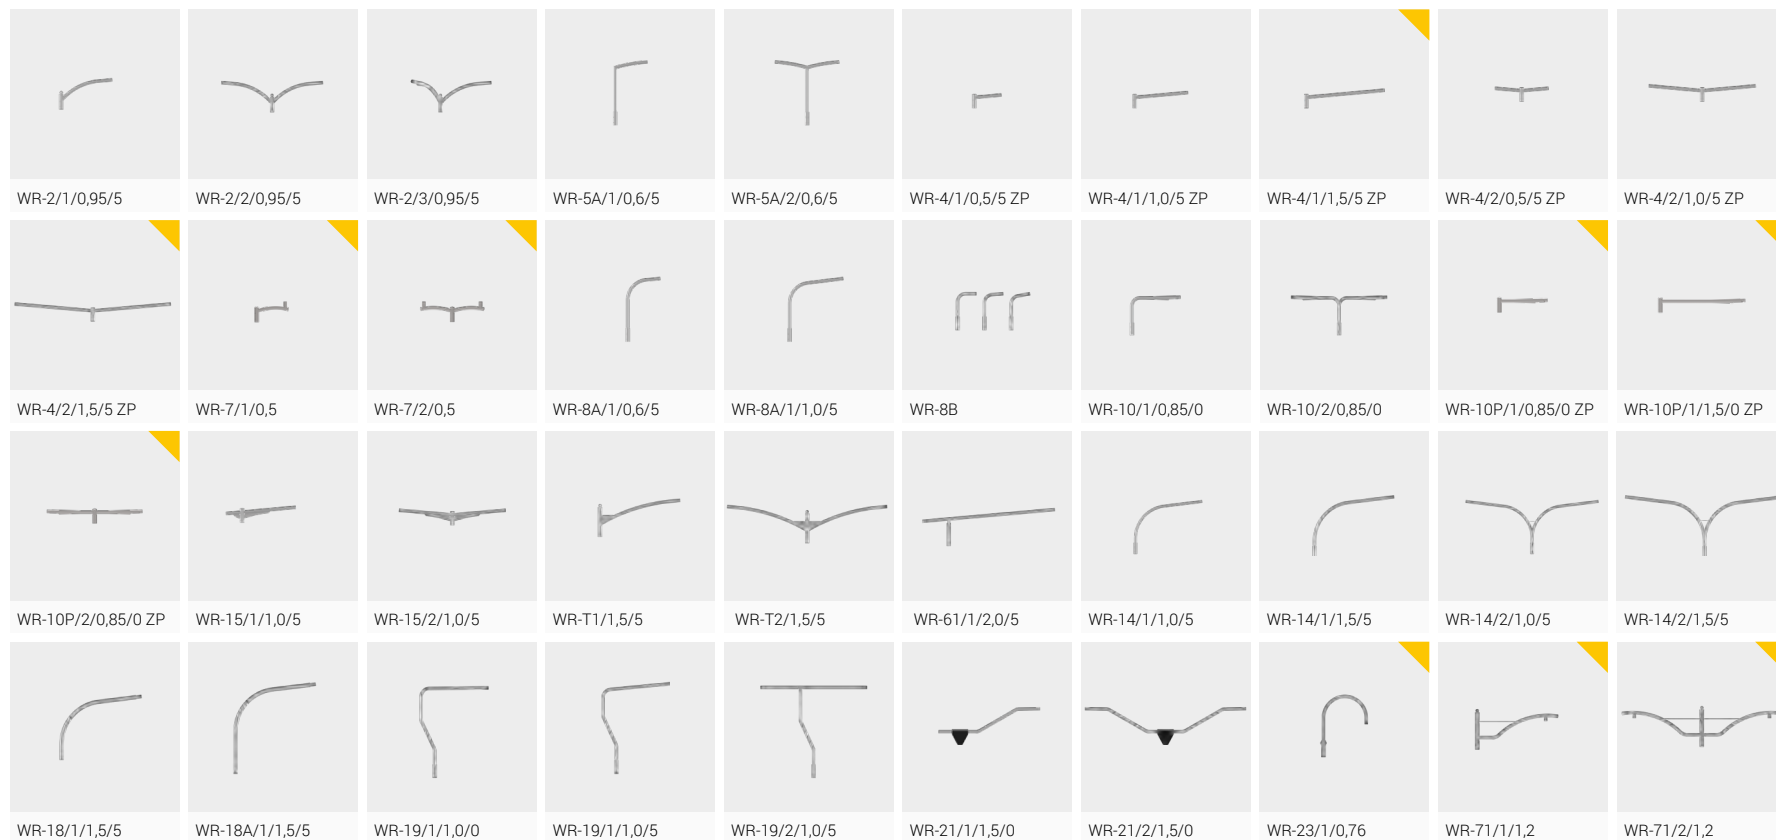 WR-2/1/0,95/5
WR-2/2/0,95/5
WR-2/3/0,95/5
WR-5A/1/0,6/5
WR-5A/2/0,6/5
WR-4/1/0,5/5 ZP
WR-4/1/1,0/5 ZP
WR-4/1/1,5/5 ZP
WR-4/2/0,5/5 ZP
WR-4/2/1,0/5 ZP
WR-4/2/1,5/5 ZP
WR-7/1/0,5
WR-7/2/0,5
WR-8A/1/0,6/5
WR-8A/1/1,0/5
WR-8B
WR-10/1/0,85/0
WR-10/2/0,85/0
WR-10P/1/0,85/0 ZP
WR-10P/1/1,5/0 ZP
WR-10P/2/0,85/0 ZP
WR-15/1/1,0/5
WR-15/2/1,0/5
WR-T1/1,5/5
WR-T2/1,5/5
WR-61/1/2,0/5
WR-14/1/1,0/5
WR-14/1/1,5/5
WR-14/2/1,0/5
WR-14/2/1,5/5
WR-18/1/1,5/5
WR-18A/1/1,5/5
WR-19/1/1,0/0
WR-19/1/1,0/5
WR-19/2/1,0/5
WR-21/1/1,5/0
WR-21/2/1,5/0
WR-23/1/0,76
WR-71/1/1,2
WR-71/2/1,2